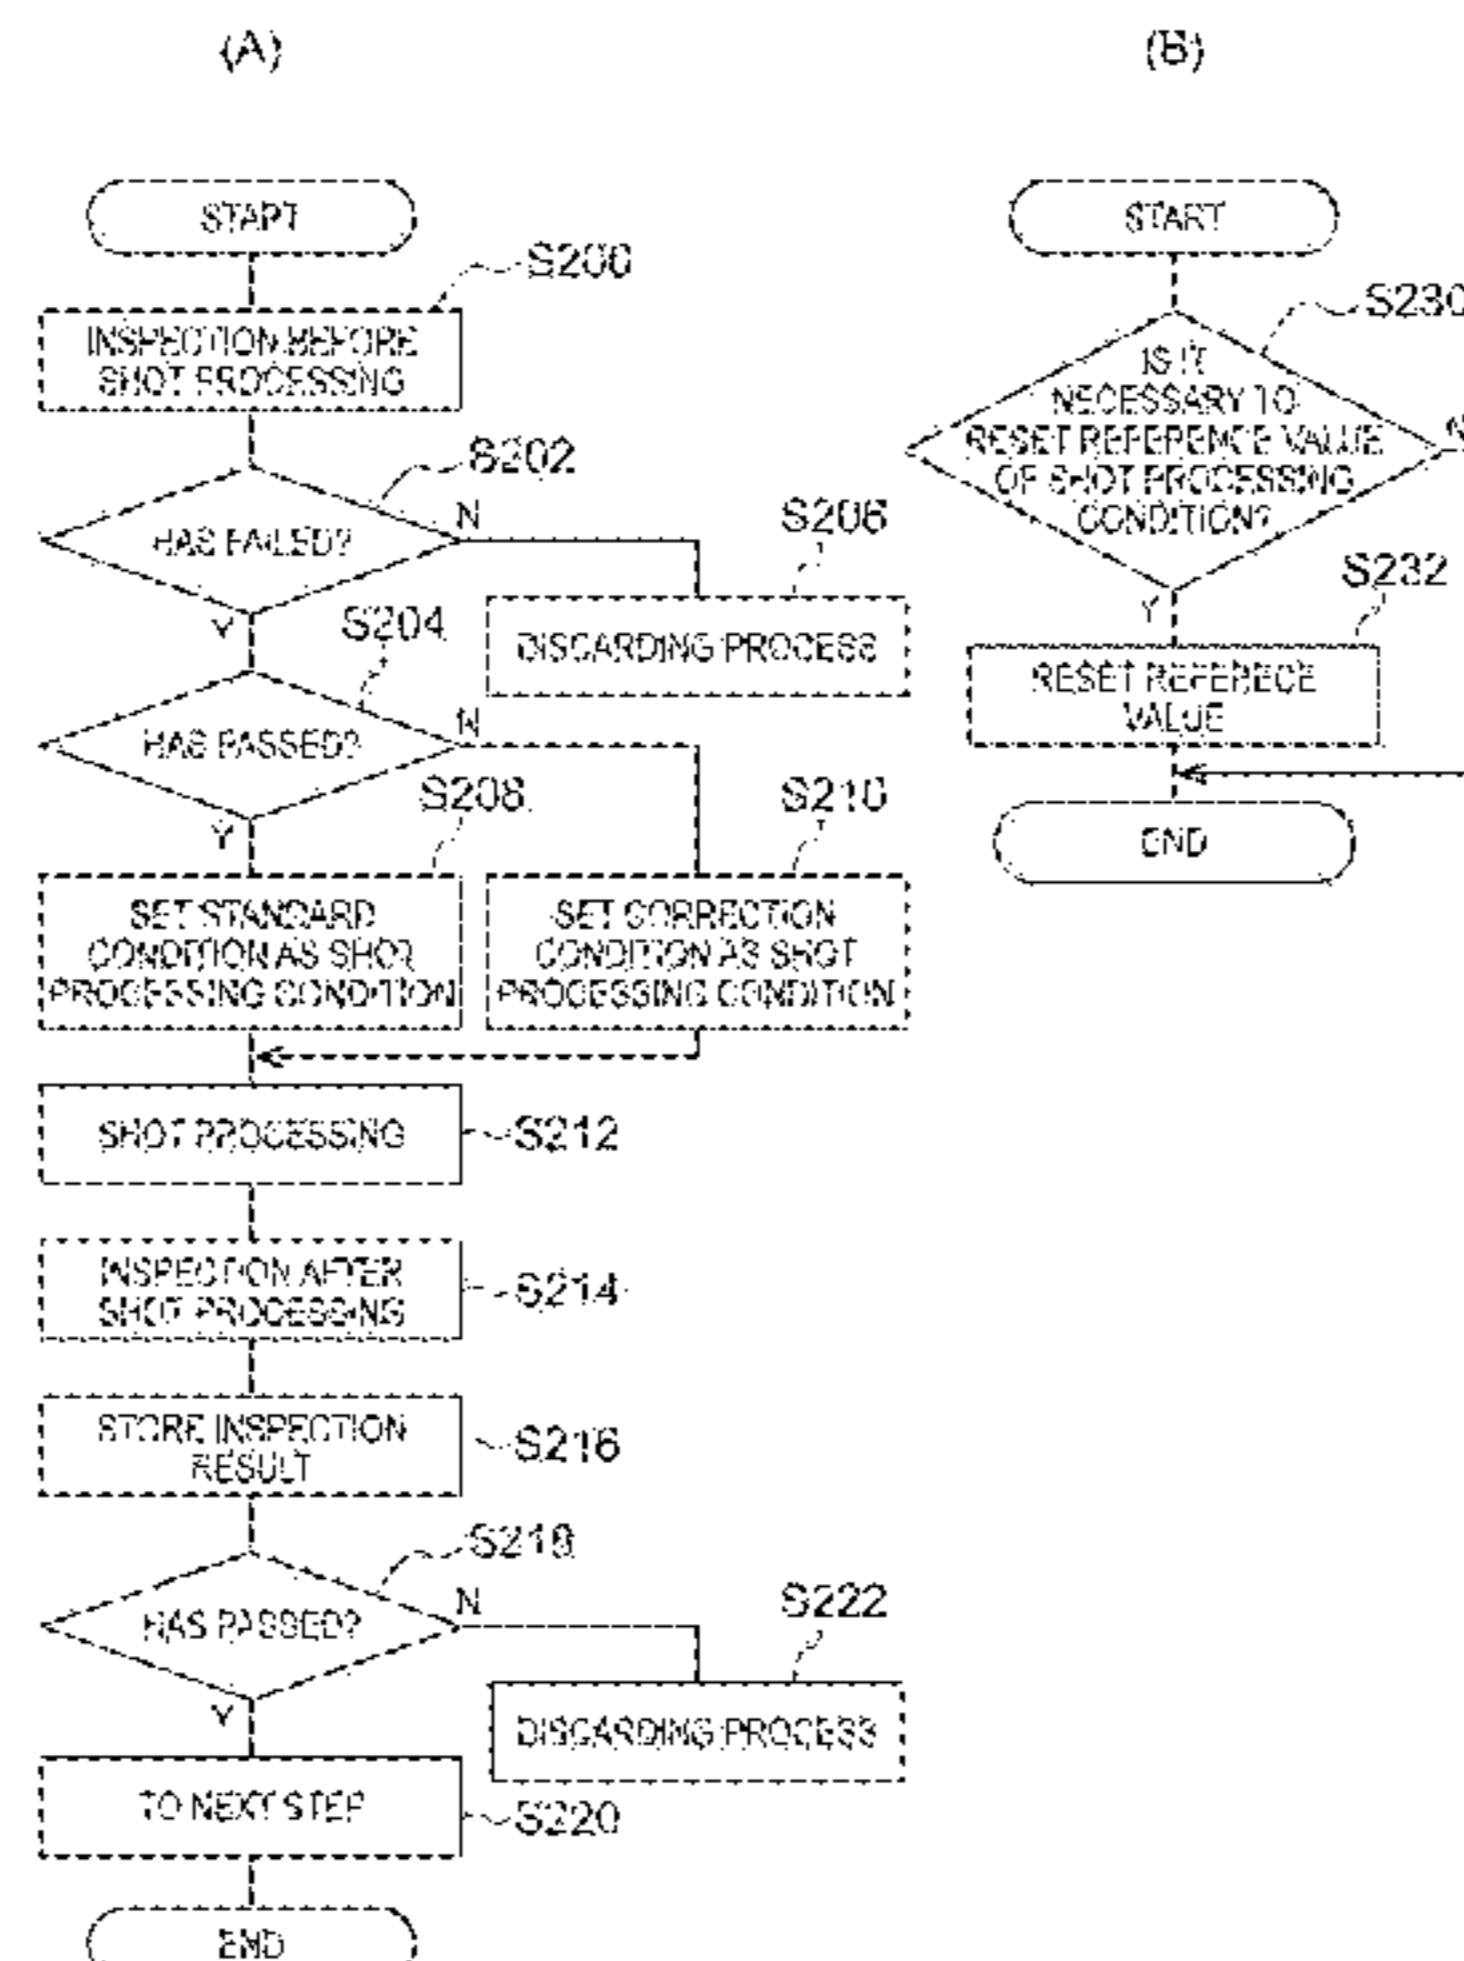 (A)
START
S200
INSPECTION BEFORE
SHOT PROCESSING
S202
HAS FAILED?
N
Y
S206
DISCARDING PROCESS
S204
HAS PASSED?
N
Y
S208
SET STANDARD
CONDITION AS SHOT
PROCESSING CONDITION
S210
SET CORRECTION
CONDITION AS SHOT
PROCESSING CONDITION
SHOT PROCESSING
S212
INSPECTION AFTER
SHOT PROCESSING
S214
STORE INSPECTION
RESULT
S216
S218
HAS PASSED?
N
Y
S222
DISCARDING PROCESS
TO NEXT STEP
S220
END
(B)
START
S230
IS IT
NECESSARY TO
RESET REFERENCE VALUE
OF SHOT PROCESSING
CONDITION?
N
Y
S232
RESET REFERECE
VALUE
END